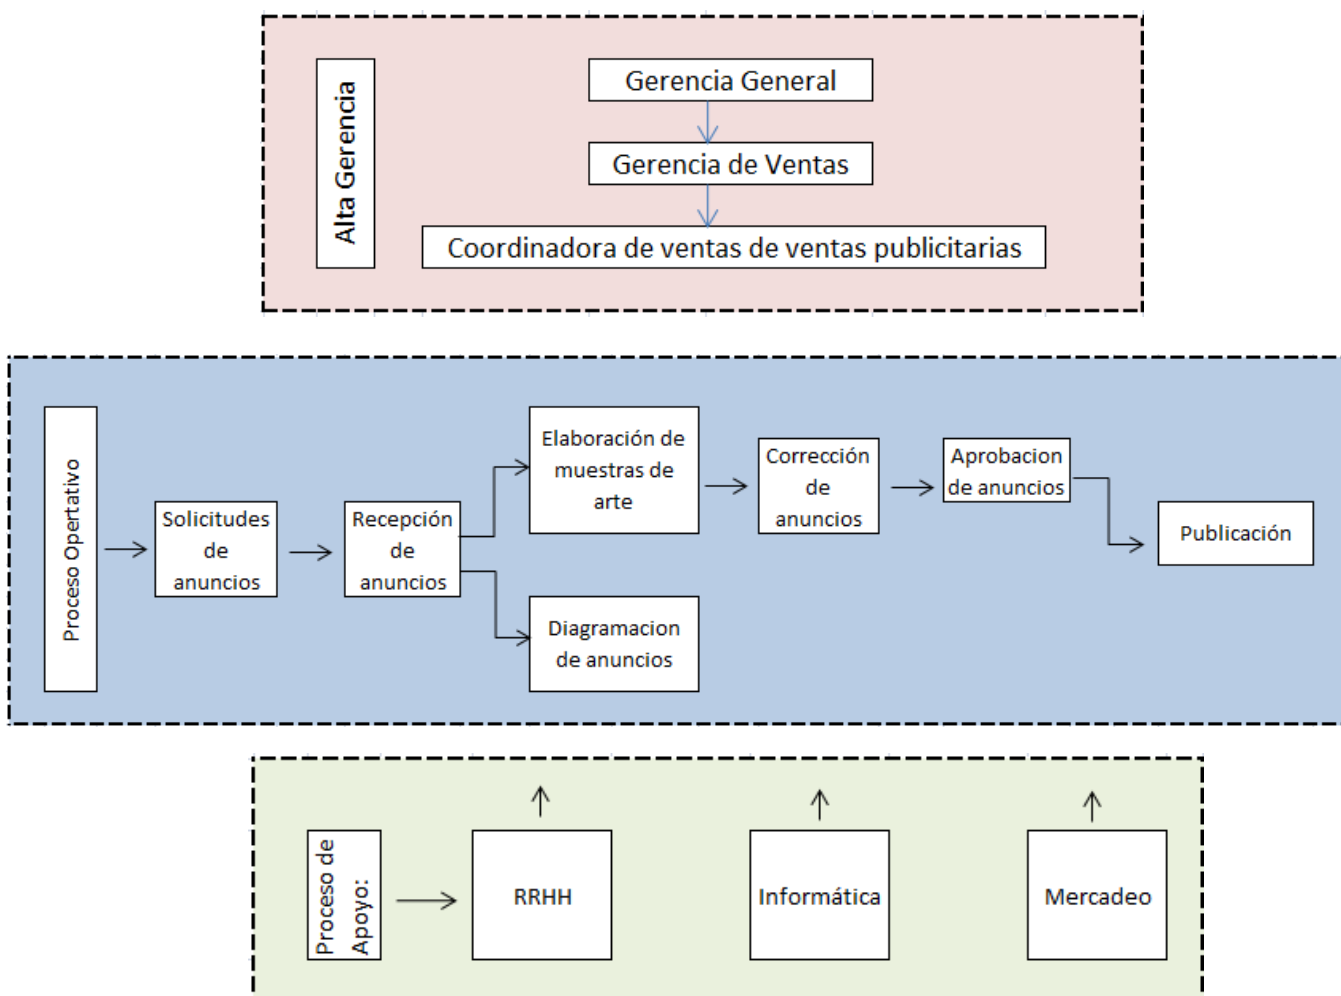 Alta Gerencia
Gerencia General
Gerencia de Ventas
Coordinadora de ventas de ventas publicitarias
Proceso Opertativo
Solicitudes
de
anuncios
Recepción
de
anuncios
Elaboración de
muestras de
arte
Diagramacion
de anuncios
Corrección
de
anuncios
Aprobacion
de anuncios
Publicación
Proceso de
Apoyo:
RRHH
Informática
Mercadeo